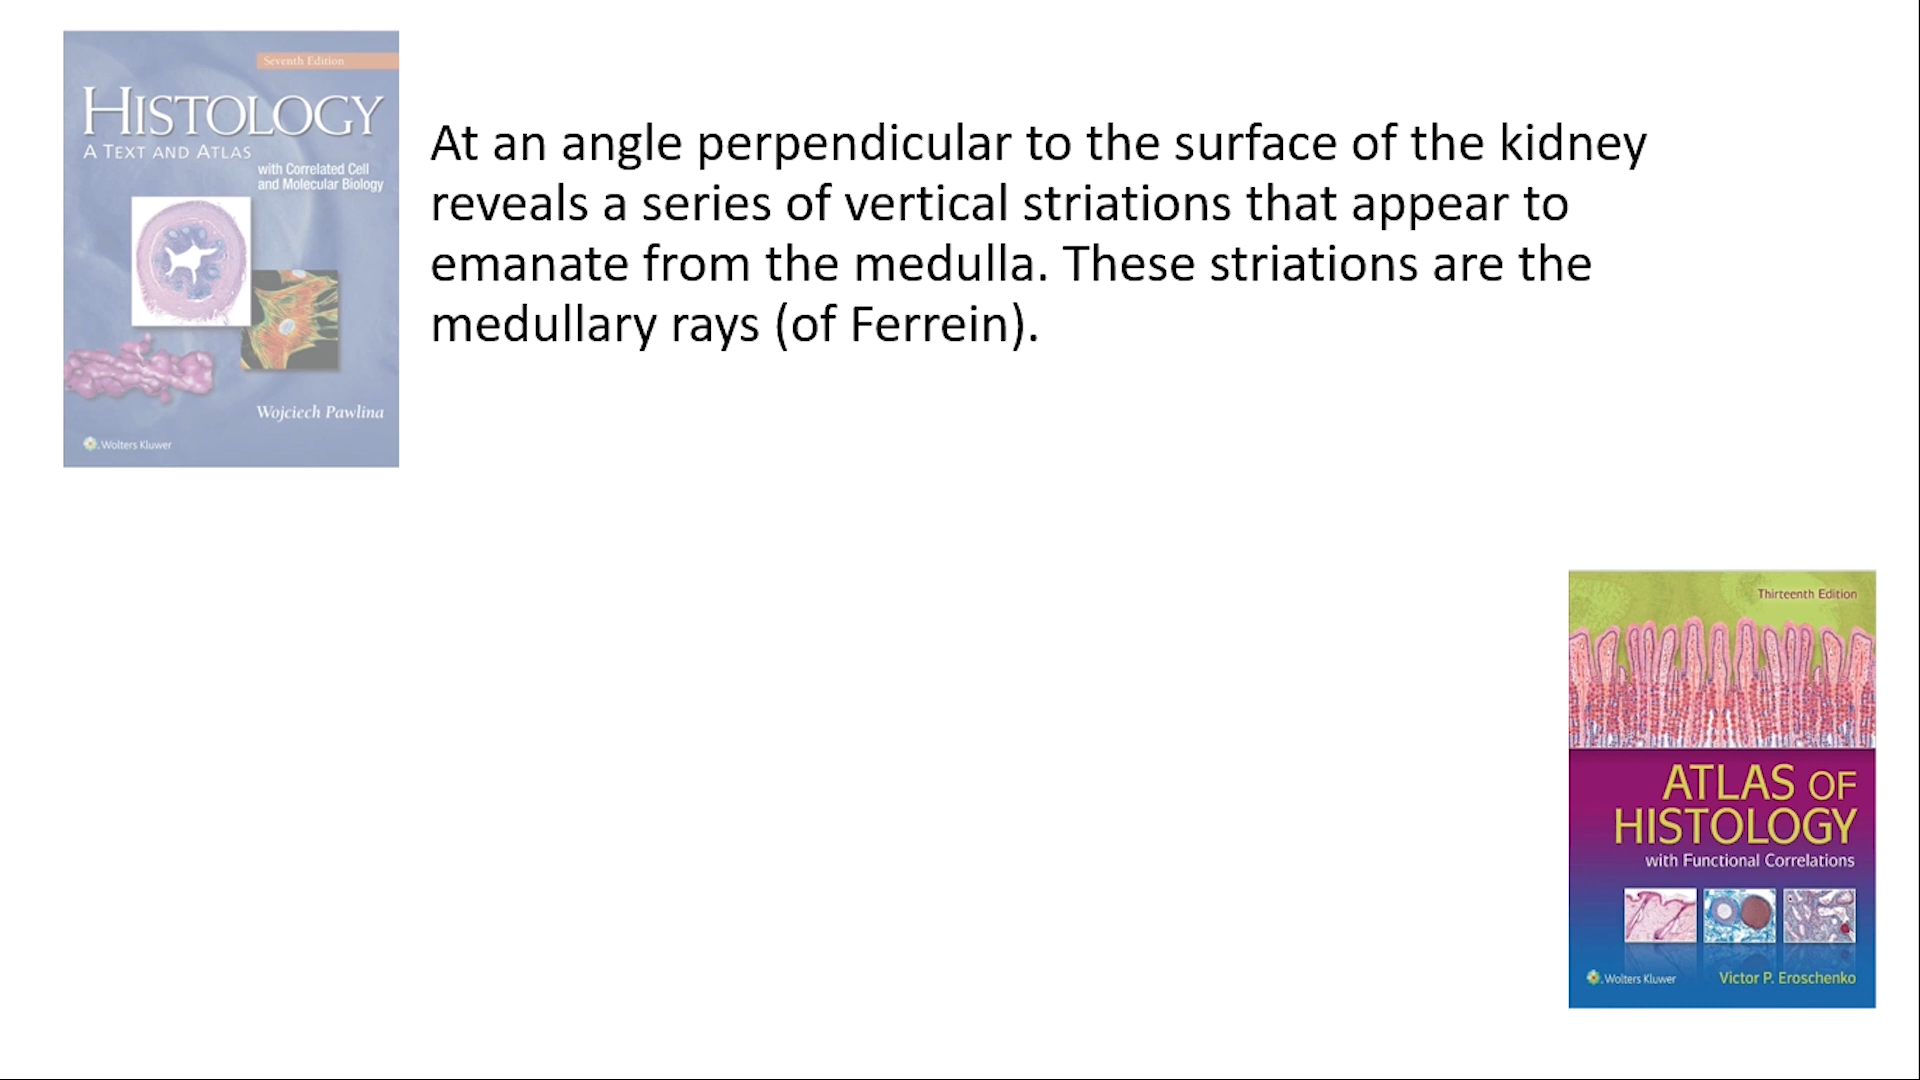 Seventh Edition
HISTOLOGY
A TEXT AND ATLAS
with Correlated Cell
and Molecular Biology
Wojciech Pawlina
Wolters Kluwer
At an angle perpendicular to the surface of the kidney
reveals a series of vertical striations that appear to
emanate from the medulla. These striations are the
medullary rays (of Ferrein).
Thirteenth Edition
ATLAS OF
HISTOLOGY
with Functional Correlations
Wolters Kluwer
Victor P. Eroschenko